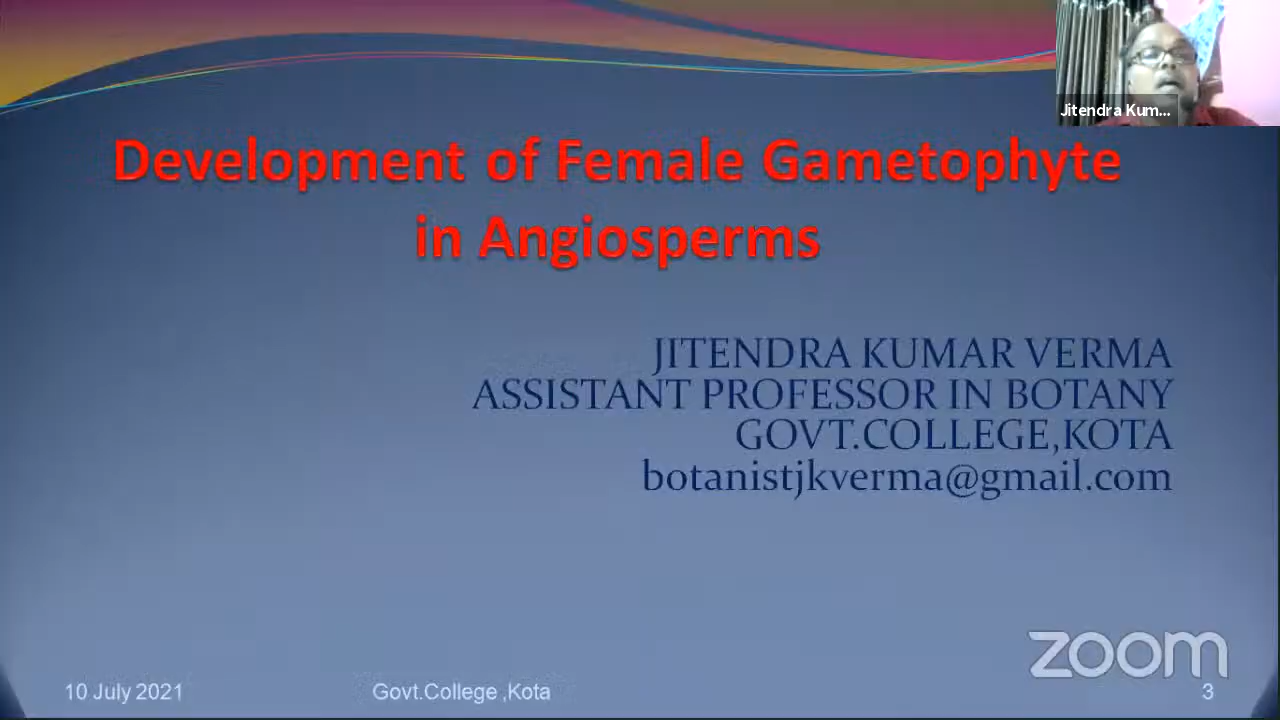 Jitendra Kum...
Development of Female Gametophyte
in Angiosperms
JITENDRA KUMAR VERMA
ASSISTANT PROFESSOR IN BOTANY
GOVT.COLLEGE,KOTA
botanistjkverma@gmail.com
zoom
10 July 2021
Govt.College ,Kota
3